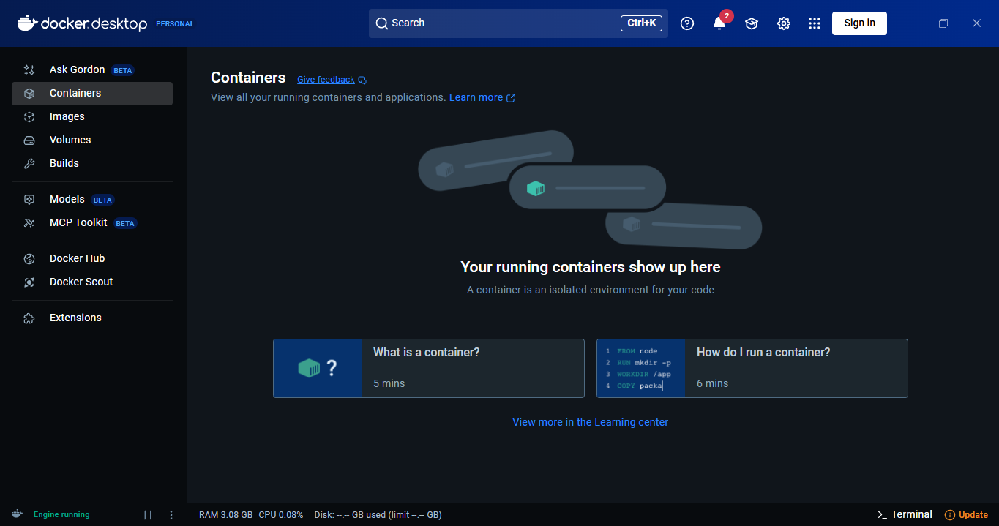 docker.desktop PERSONAL
Search
Ctrl+K
2
Sign in
Ask Gordon BETA
Containers
Images
Volumes
Builds
Models BETA
MCP Toolkit BETA
Docker Hub
Docker Scout
Extensions
Containers Give feedback
View all your running containers and applications. Learn more
Your running containers show up here
A container is an isolated environment for your code
?
What is a container?
5 mins
1 FROM node
2 RUN mkdir -p
3 WORKDIR /app
4 COPY packa
How do I run a container?
6 mins
View more in the Learning center
Engine running
RAM 3.08 GB CPU 0.08% Disk: --.-- GB used (limit --.-- GB)
Terminal
Update